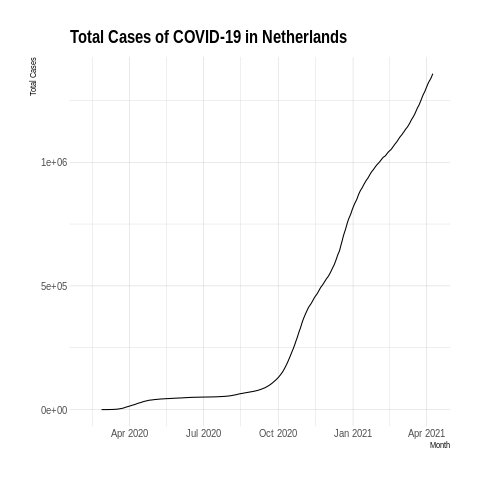 Total Cases of COVID-19 in Netherlands
Total Cases
1e+06
5e+05
0e+00
Apr 2020 Jul 2020 Oct 2020 Jan 2021 Apr 2021
Month